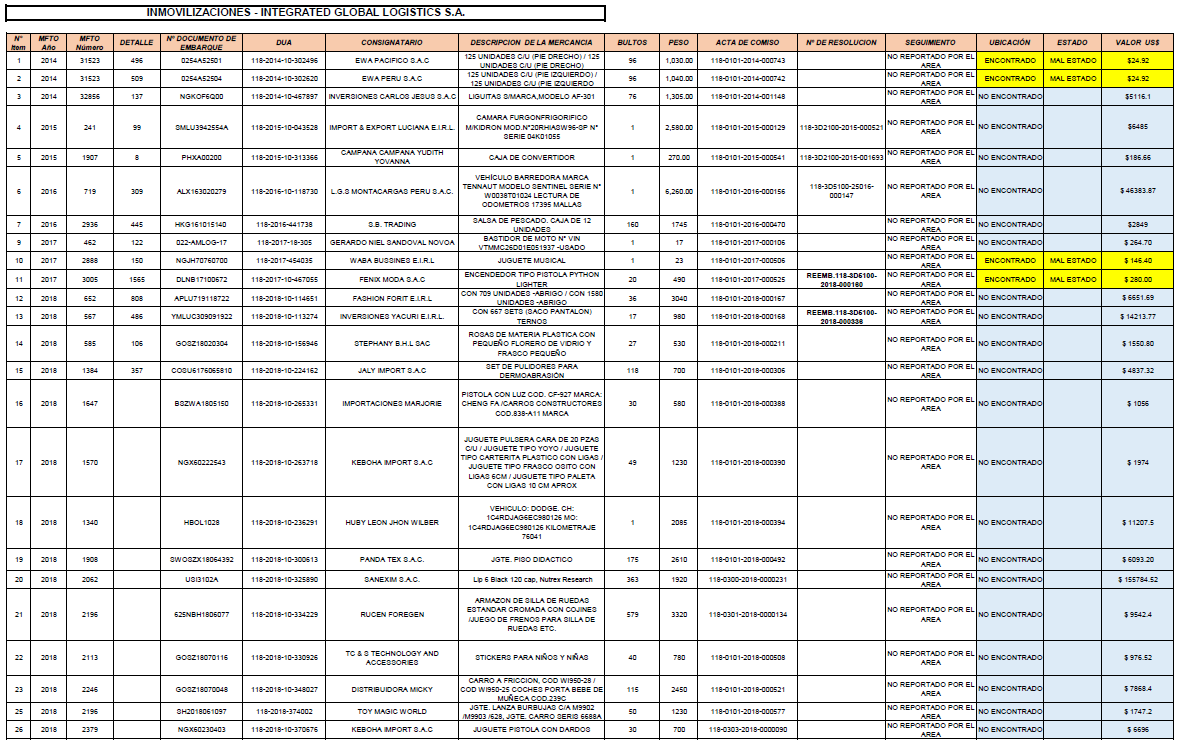 INMOVILIZACIONES - INTEGRATED GLOBAL LOGISTICS S.A.
N° Item MFTO Año MFTO Número DETALLE Nº DOCUMENTO DE EMBARQUE DUA CONSIGNATARIO DESCRIPCION DE LA MERCANCIA BULTOS PESO ACTA DE COMISO Nº DE RESOLUCION SEGUIMIENTO UBICACIÓN ESTADO VALOR US$
1 2014 31523 496 0254A52501 118-2014-10-302496 EWA PACIFICO S.A.C 125 UNIDADES C/U (PIE DRECHO) / 125 UNIDADES C/U (PIE DRECHO) 96 1,030.00 118-0101-2014-000743 NO REPORTADO POR EL AREA ENCONTRADO MAL ESTADO $24.92
2 2014 31523 509 0254A52504 118-2014-10-302620 EWA PERU S.A.C 125 UNIDADES C/U (PIE IZQUIERDO) / 125 UNIDADES C/U (PIE IZQUIERDO 96 1,040.00 118-0101-2014-000742 NO REPORTADO POR EL AREA ENCONTRADO MAL ESTADO $24.92
3 2014 32856 137 NGKOF6Q00 118-2014-10-467897 INVERSIONES CARLOS JESUS S.A.C LIGUITAS S/MARCA,MODELO AF-301 76 1,305.00 118-0101-2014-001148 NO REPORTADO POR EL AREA NO ENCONTRADO $5116.1
4 2015 241 99 SMLU3942554A 118-2015-10-043528 IMPORT & EXPORT LUCIANA E.I.R.L. CAMARA FURGONFRIGORIFICO M/KIDRON MOD.N°20RHIASW96-SP N° SERIE 04K01055 1 2,580.00 118-0101-2015-000129 118-3D2100-2015-000521 NO REPORTADO POR EL AREA NO ENCONTRADO $6485
5 2015 1907 8 PHXA00200 118-2015-10-313366 CAMPANA CAMPANA YUDITH YOVANNA CAJA DE CONVERTIDOR 1 270.00 118-0101-2015-000541 118-3D2100-2015-001693 NO REPORTADO POR EL AREA NO ENCONTRADO $186.66
6 2016 719 309 ALX163020279 118-2016-10-118730 L.G.S MONTACARGAS PERU S.A.C. VEHÍCULO BARREDORA MARCA TENNAUT MODELO SENTINEL SERIE N° W0038T01024 LECTURA DE ODOMETROS 17395 MALLAS 1 6,260.00 118-0101-2016-000156 118-3D5100-25016-000147 NO REPORTADO POR EL AREA NO ENCONTRADO $ 46383.87
7 2016 2936 445 HKG161015140 118-2016-441738 S.B. TRADING SALSA DE PESCADO. CAJA DE 12 UNIDADES 160 1745 118-0101-2016-000470 NO REPORTADO POR EL AREA NO ENCONTRADO $2849
9 2017 462 122 022-AMLOG-17 118-2017-18-305 GERARDO NIEL SANDOVAL NOVOA BASTIDOR DE MOTO N° VIN VTMMC26D01E051937 -USADO 1 17 118-0101-2017-000106 NO REPORTADO POR EL AREA NO ENCONTRADO $ 264.70
10 2017 2888 150 NGJH70760700 118-2017-454035 WABA BUSSINES E.I.R.L JUGUETE MUSICAL 1 23 118-0101-2017-000506 NO REPORTADO POR EL AREA ENCONTRADO MAL ESTADO $ 146.40
11 2017 3005 1565 DLNB17100672 118-2017-10-467055 FENIX MODA S.A.C ENCENDEDOR TIPO PISTOLA PYTHON LIGHTER 20 490 118-0101-2017-000525 REEMB.118-3D6100-2018-000160 NO REPORTADO POR EL AREA ENCONTRADO MAL ESTADO $ 280.00
12 2018 652 808 APLU719118722 118-2018-10-114651 FASHION FORIT E.I.R.L CON 709 UNIDADES -ABRIGO / CON 1580 UNIDADES -ABRIGO 36 3040 118-0101-2018-000167 NO REPORTADO POR EL AREA NO ENCONTRADO $ 6651.69
13 2018 567 486 YMLUC309091922 118-2018-10-113274 INVERSIONES YACURI E.I.R.L. CON 667 SETS (SACO PANTALON) TERNOS 17 980 118-0101-2018-000168 REEMB.118-3D6100-2018-000336 NO REPORTADO POR EL AREA NO ENCONTRADO $ 14213.77
14 2018 585 106 GOSZ18020304 118-2018-10-156946 STEPHANY B.H.L SAC ROSAS DE MATERIA PLASTICA CON PEQUEÑO FLORERO DE VIDRIO Y FRASCO PEQUEÑO 27 530 118-0101-2018-000211 NO REPORTADO POR EL AREA NO ENCONTRADO $ 1550.80
15 2018 1384 357 COSU6176065810 118-2018-10-224162 JALY IMPORT S.A.C SET DE PULIDORES PARA DERMOABRASIÓN 118 700 118-0101-2018-000306 NO REPORTADO POR EL AREA NO ENCONTRADO $ 4837.32
16 2018 1647 BSZWA1805150 118-2018-10-265331 IMPORTACIONES MARJORIE PISTOLA CON LUZ COD. CF-927 MARCA: CHENG FA /CARROS CONSTRUCTORES COD.838-A11 MARCA 30 580 118-0101-2018-000388 NO REPORTADO POR EL AREA NO ENCONTRADO $ 1056
17 2018 1570 NGX60222543 118-2018-10-263718 KEBOHA IMPORT S.A.C JUGUETE PULSERA CARA DE 20 PZAS C/U / JUGUETE TIPO YOYO / JUGUETE TIPO CARTERITA PLASTICO CON LIGAS / JUGUETE TIPO FRASCO OSITO CON LIGAS 6CM / JUGUETE TIPO PALETA CON LIGAS 10 CM APROX 49 1230 118-0101-2018-000390 NO REPORTADO POR EL AREA NO ENCONTRADO $ 1974
18 2018 1340 HBOL1028 118-2018-10-236291 HUBY LEON JHON WILBER VEHICULO: DODGE. CH: 1C4RDJAG6EC980126 MO: 1C4RDJAG6EC980126 KILOMETRAJE 76041 1 2085 118-0101-2018-000394 NO REPORTADO POR EL AREA NO ENCONTRADO $ 11207.5
19 2018 1908 SWOSZX18064392 118-2018-10-300613 PANDA TEX S.A.C. JGTE. PISO DIDACTICO 175 2610 118-0101-2018-000492 NO REPORTADO POR EL AREA NO ENCONTRADO $ 6093.20
20 2018 2062 USI3102A 118-2018-10-325890 SANEXIM S.A.C. Lip 6 Black 120 cap, Nutrex Research 363 1920 118-0300-2018-0000231 NO REPORTADO POR EL AREA NO ENCONTRADO $ 155784.52
21 2018 2196 625NBH1806077 118-2018-10-334229 RUCEN FOREGEN ARMAZON DE SILLA DE RUEDAS ESTANDAR CROMADA CON COJINES /JUEGO DE FRENOS PARA SILLA DE RUEDAS ETC. 579 3320 118-0301-2018-0000134 NO REPORTADO POR EL AREA NO ENCONTRADO $ 9542.4
22 2018 2113 GOSZ18070116 118-2018-10-330926 TC & S TECHNOLOGY AND ACCESSORIES STICKERS PARA NIÑOS Y NIÑAS 40 780 118-0101-2018-000508 NO REPORTADO POR EL AREA NO ENCONTRADO $ 976.52
23 2018 2246 GOSZ18070048 118-2018-10-348027 DISTRIBUIDORA MICKY CARRO A FRICCION, COD WI950-28 / COD WI950-25 COCHES PORTA BEBE DE MUÑECA COD.239C 115 2450 118-0101-2018-000521 NO REPORTADO POR EL AREA NO ENCONTRADO $ 7868.4
25 2018 2196 SH2018061097 118-2018-374002 TOY MAGIC WORLD JGTE. LANZA BURBUJAS C/A M9902 /M9903 /628, JGTE. CARRO SERIS 6688A 50 1230 118-0101-2018-000577 NO REPORTADO POR EL AREA NO ENCONTRADO $ 1747.2
26 2018 2379 NGX60230403 118-2018-10-370676 KEBOHA IMPORT S.A.C JUGUETE PISTOLA CON DARDOS 30 700 118-0303-2018-0000090 NO REPORTADO POR EL AREA NO ENCONTRADO $ 6696